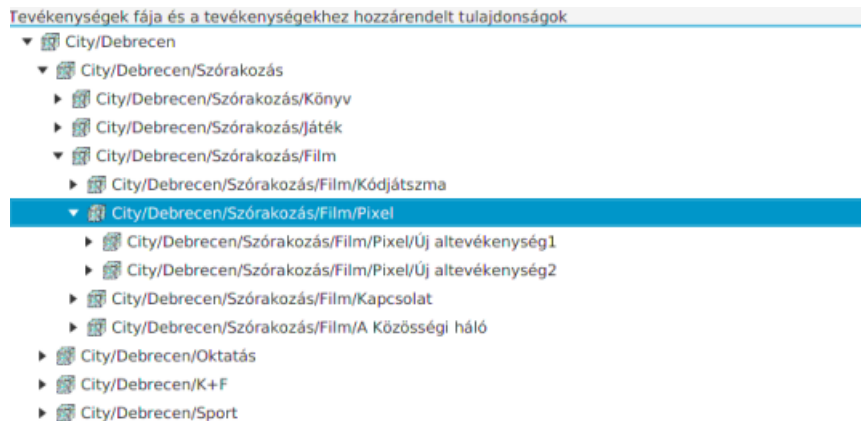 Tevékenységek fája és a tevékenységekhez hozzárendelt tulajdonságok
City/Debrecen
City/Debrecen/Szórakozás
City/Debrecen/Szórakozás/Könyv
City/Debrecen/Szórakozás/Játék
City/Debrecen/Szórakozás/Film
City/Debrecen/Szórakozás/Film/Kódjátszma
City/Debrecen/Szórakozás/Film/Pixel
City/Debrecen/Szórakozás/Film/Pixel/Új altevékenység1
City/Debrecen/Szórakozás/Film/Pixel/Új altevékenység2
City/Debrecen/Szórakozás/Film/Kapcsolat
City/Debrecen/Szórakozás/Film/A Közösségi háló
City/Debrecen/Oktatás
City/Debrecen/K+F
City/Debrecen/Sport